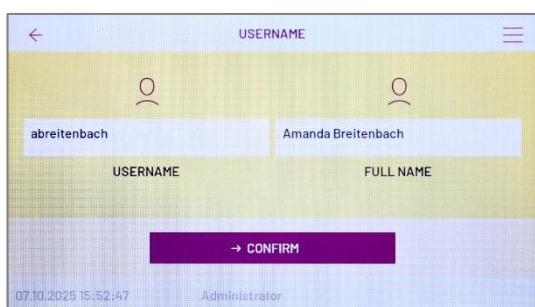 USERNAME
abreitenbach
Amanda Breitenbach
USERNAME
FULL NAME
→ CONFIRM
07.10.2025 15:52:47
Administrator